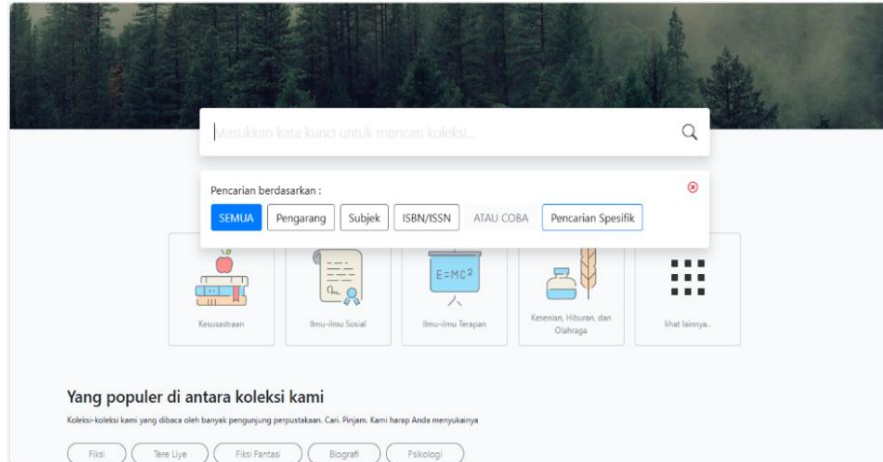 Masukkan kata kunci untuk mencari koleksi...
Pencarian berdasarkan :
SEMUA Pengarang Subjek ISBN/ISSN ATAU COBA Pencarian Spesifik
E=MC²
Kesusastraan
Ilmu-ilmu Sosial
Ilmu-ilmu Terapan
Kesenian, Hiburan, dan
Olahraga
lihat lainnya..
Yang populer di antara koleksi kami
Koleksi-koleksi kami yang dibaca oleh banyak pengunjung perpustakaan. Cari. Pinjam. Kami harap Anda menyukainya
Fiksi Tere Liye Fiksi Fantasi Biografi Psikologi